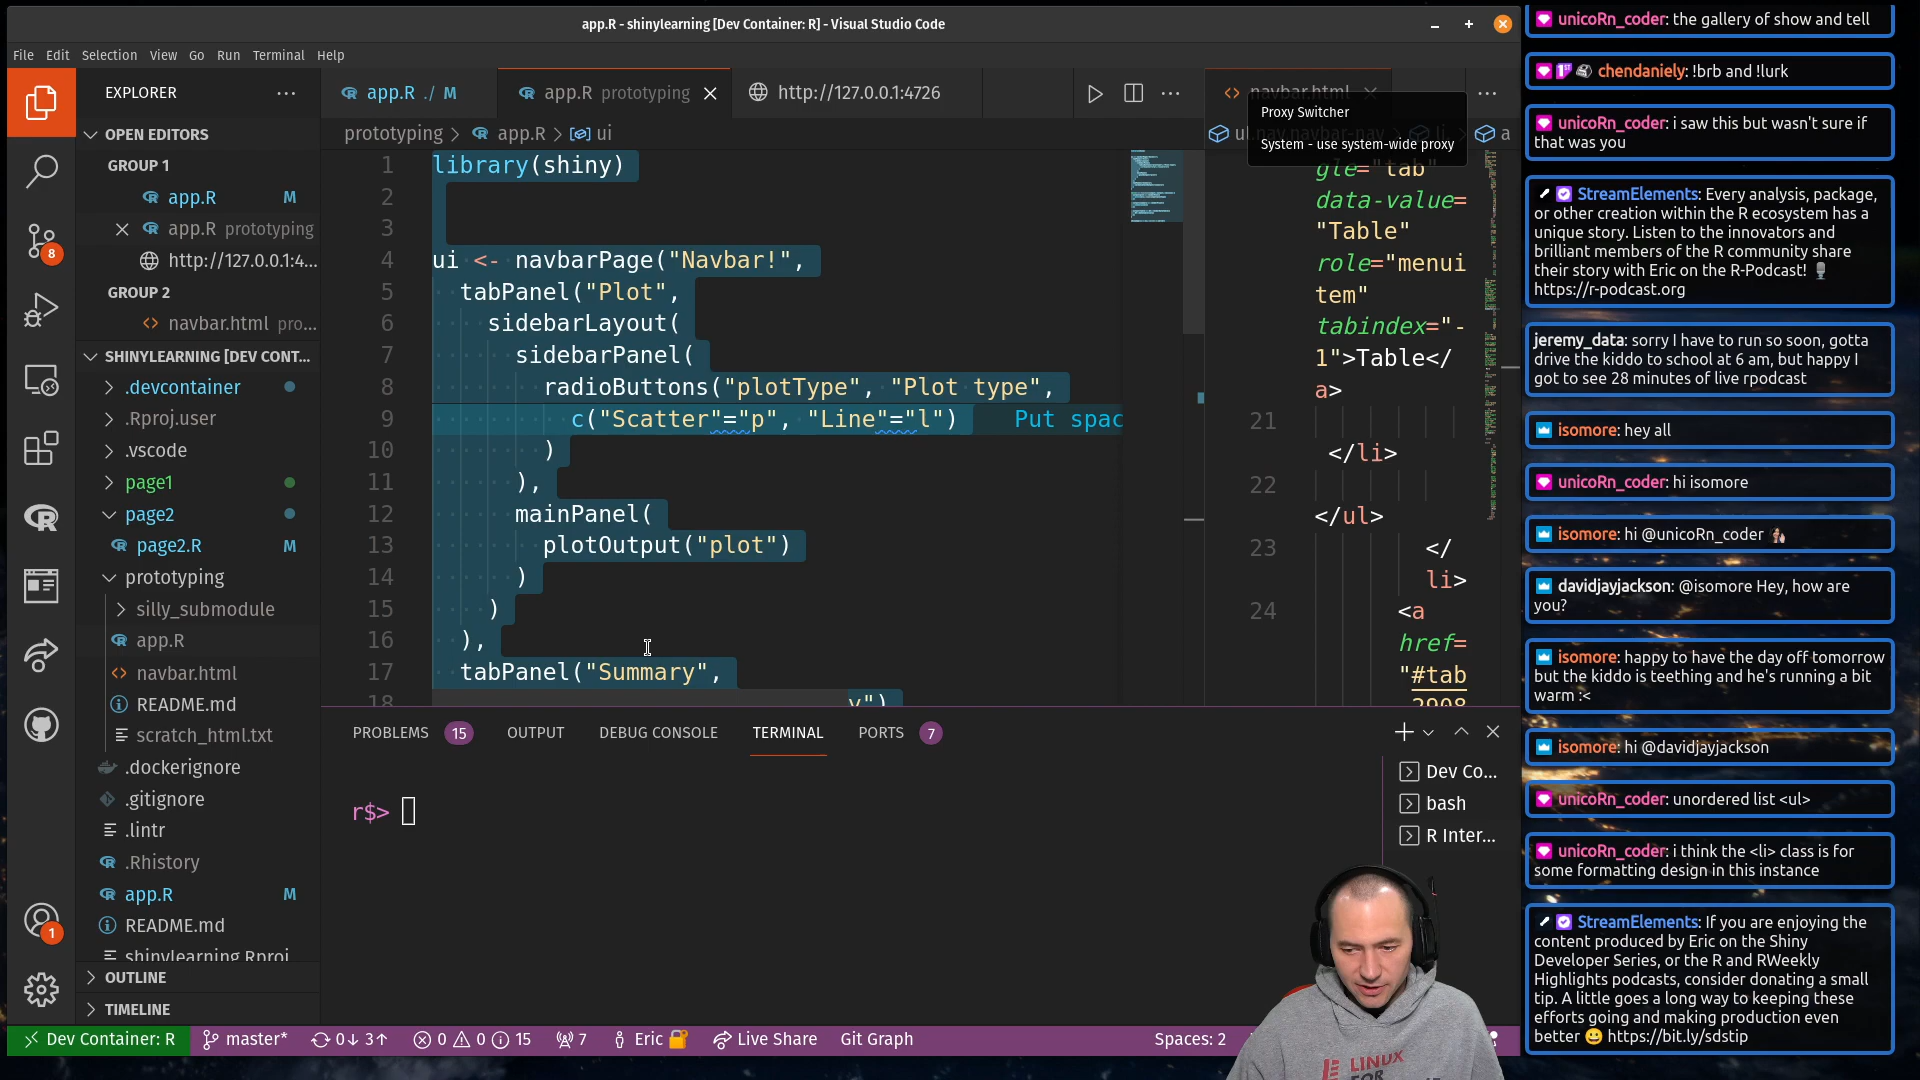 app.R - shinylearning [Dev Container: R] - Visual Studio Code
File Edit Selection View Go Run Terminal Help
EXPLORER
OPEN EDITORS
GROUP 1
app.R M
app.R prototyping
http://127.0.0.1:4...
GROUP 2
navbar.html pro...
SHINYLEARNING [DEV CONT...
.devcontainer
.Rproj.user
.vscode
page1
page2
page2.R M
prototyping
silly_submodule
app.R
navbar.html
README.md
scratch_html.txt
.dockerignore
.gitignore
.lintr
.Rhistory
app.R M
README.md
shinylearning.Rproj
OUTLINE
TIMELINE
8
1
app.R ./ M
app.R prototyping
http://127.0.0.1:4726
prototyping > app.R > ui
1 library(shiny)
2
3
4 ui <- navbarPage("Navbar!",
5 tabPanel("Plot",
6 sidebarLayout(
7 sidebarPanel(
8 radioButtons("plotType", "Plot type",
9 c("Scatter"="p", "Line"="l") Put spac
10 )
11 ),
12 mainPanel(
13 plotOutput("plot")
14 )
15 )
16 ),
17 tabPanel("Summary",
18 y")
navbar.html
Proxy Switcher
System - use system-wide proxy
gle="tab"
data-value=
"Table"
role="menui
tem"
tabindex="-
1">Table</
a>
21
</li>
22
</ul>
23 </
li>
24 <a
href=
"#tab
2908
PROBLEMS 15 OUTPUT DEBUG CONSOLE TERMINAL PORTS 7
r$>
Dev Co...
bash
R Inter...
Dev Container: R master* 0↓ 3↑ 0 0 15 7 Eric Live Share Git Graph Spaces: 2
LINUX
FOR
unicoRn_coder: the gallery of show and tell
chendaniely: !brb and !lurk
unicoRn_coder: i saw this but wasn't sure if
that was you
StreamElements: Every analysis, package,
or other creation within the R ecosystem has a
unique story. Listen to the innovators and
brilliant members of the R community share
their story with Eric on the R-Podcast! 🎙️
https://r-podcast.org
jeremy_data: sorry I have to run so soon, gotta
drive the kiddo to school at 6 am, but happy I
got to see 28 minutes of live rpodcast
isomore: hey all
unicoRn_coder: hi isomore
isomore: hi @unicoRn_coder
davidjayjackson: @isomore Hey, how are
you?
isomore: happy to have the day off tomorrow
but the kiddo is teething and he's running a bit
warm :<
isomore: hi @davidjayjackson
unicoRn_coder: unordered list <ul>
unicoRn_coder: i think the <li> class is for
some formatting design in this instance
StreamElements: If you are enjoying the
content produced by Eric on the Shiny
Developer Series, or the R and RWeekly
Highlights podcasts, consider donating a small
tip. A little goes a long way to keeping these
efforts going and making production even
better 😀 https://bit.ly/sdstip